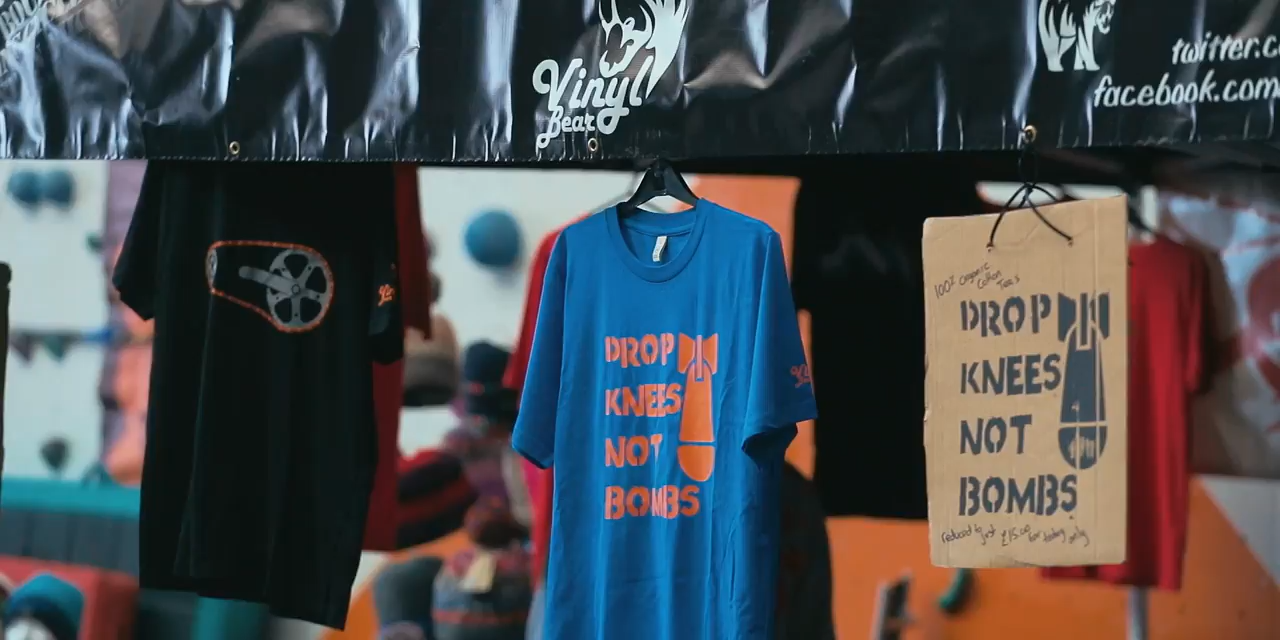 Vinyl
Bear
twitter.c
facebook.com
DROP
KNEES
NOT
BOMBS
100% Organic
Cotton
Tees
DROP
KNEES
NOT
BOMBS
reduced to just £15.00 for today only